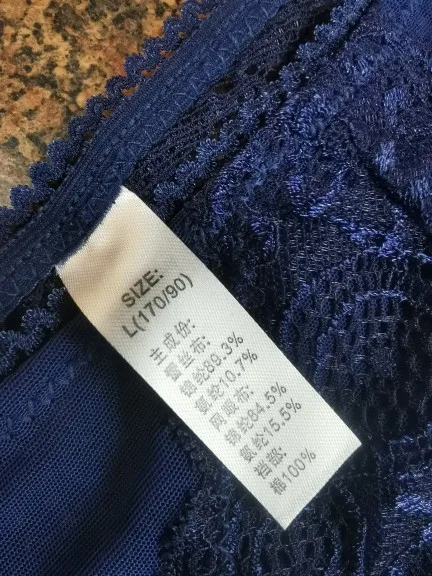 SIZE:
L(170/90)
主成份:
蕾丝布:
锦纶89.3%
氨纶10.7%
网眼布:
锦纶84.5%
氨纶15.5%
裆部:
棉100%